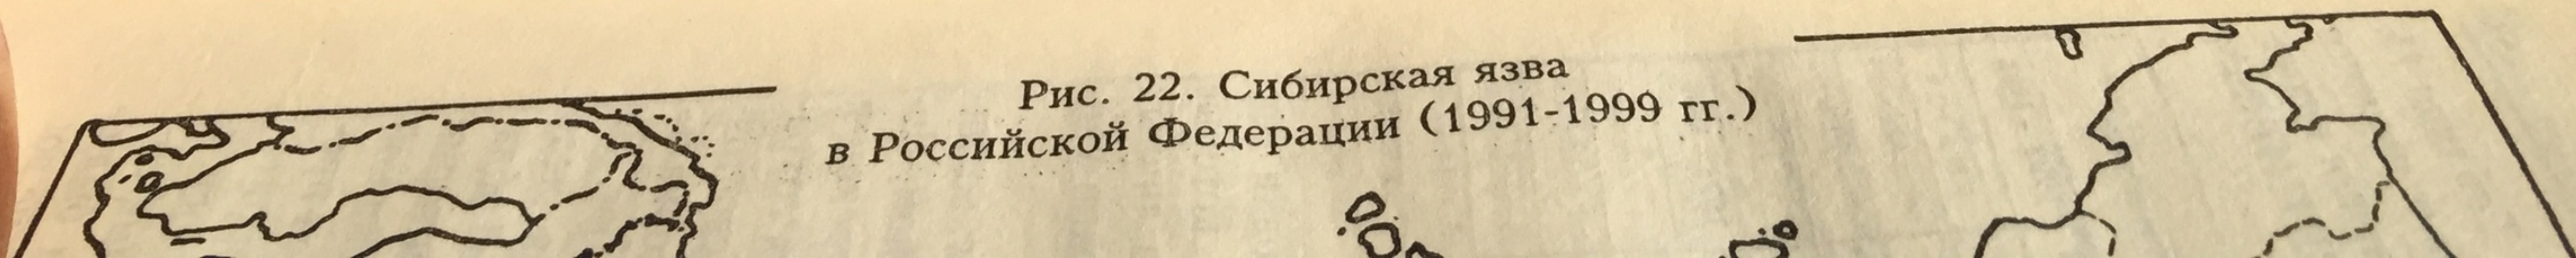 Рис. 22. Сибирская язва
в Российской Федерации (1991-1999 гг.)